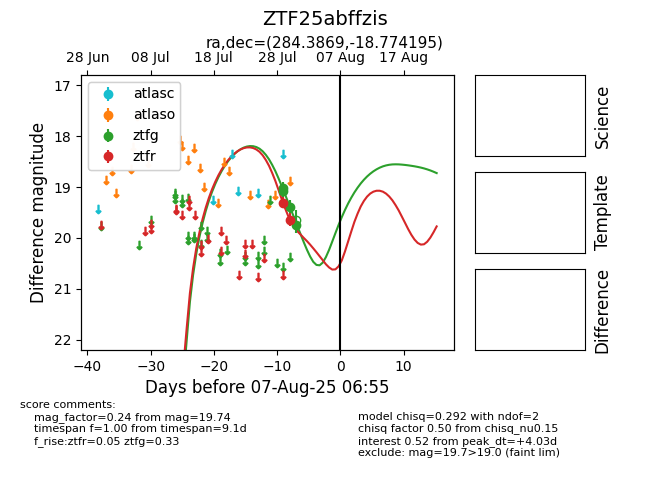 ZTF25abffzis
ra,dec=(284.3869,-18.774195)
28 Jun 08 Jul 18 Jul 28 Jul 07 Aug 17 Aug
17
18
19
20
21
22
Difference magnitude
atlasc
atlaso
ztfg
ztfr
−40 −30 −20 −10 0 10
Days before 07-Aug-25 06:55
Science
Template
Difference
score comments:
mag_factor=0.24 from mag=19.74
timespan f=1.00 from timespan=9.1d
f_rise:ztfr=0.05 ztfg=0.33
model chisq=0.292 with ndof=2
chisq factor 0.50 from chisq_nu0.15
interest 0.52 from peak_dt=+4.03d
exclude: mag=19.7>19.0 (faint lim)